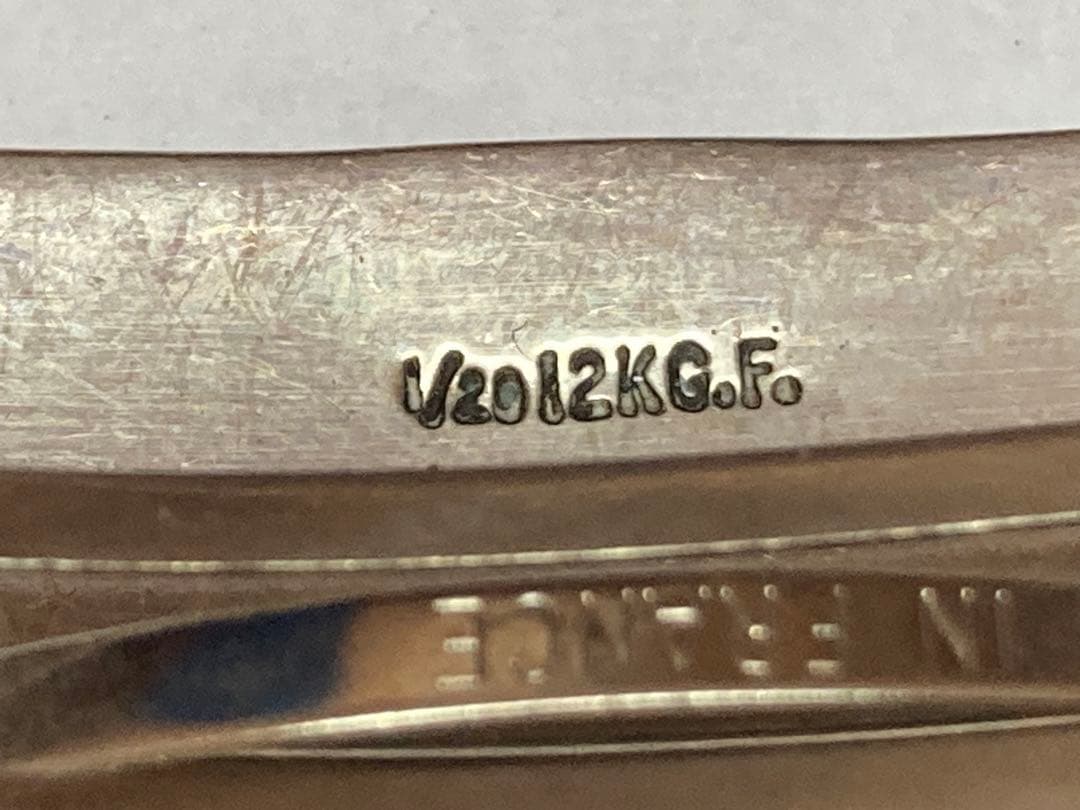 1/20 12K G.F.
IN FRANCE